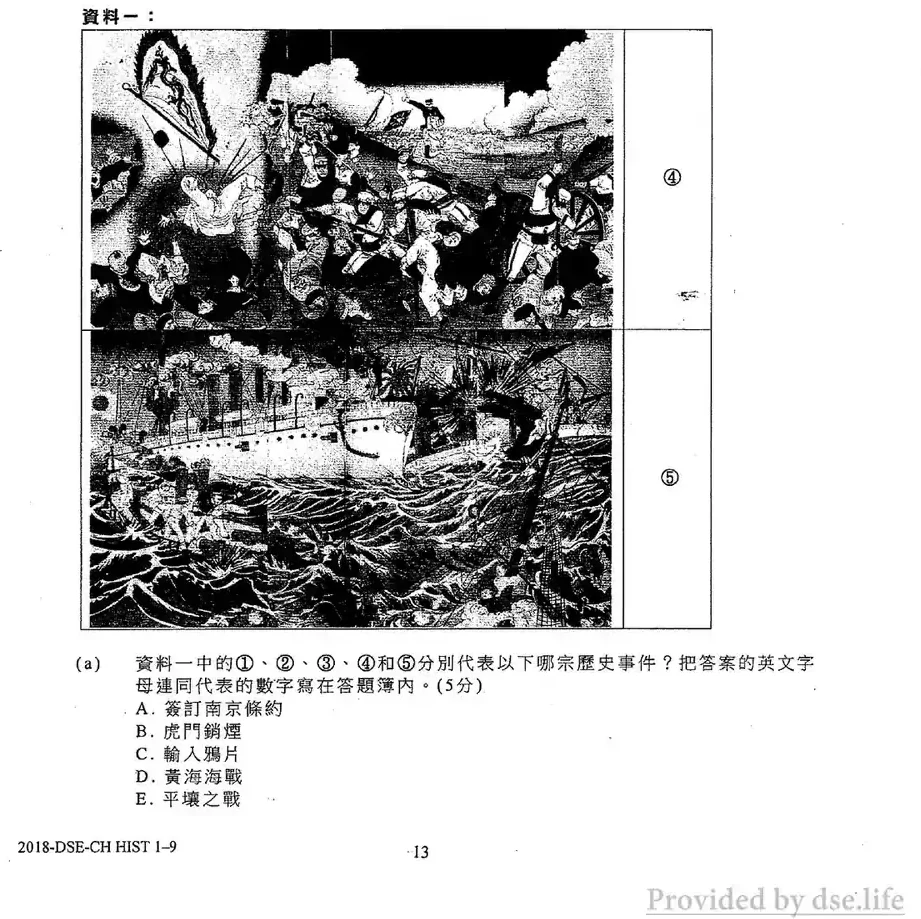 資料一：
④
⑤
(a) 資料一中的①、②、③、④和⑤分別代表以下哪宗歷史事件？把答案的英文字
母連同代表的數字寫在答題簿內。(5分)
A. 簽訂南京條約
B. 虎門銷煙
C. 輸入鴉片
D. 黃海海戰
E. 平壤之戰
2018-DSE-CH HIST 1–9
13
Provided by dse.life